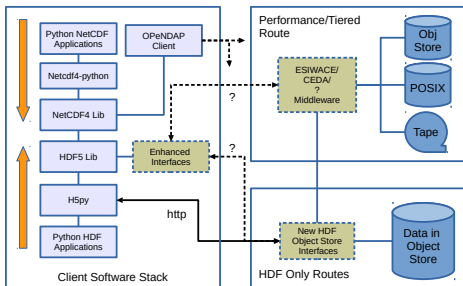 Python NetCDF
Applications
Netcdf4-python
NetCDF4 Lib
HDF5 Lib
H5py
Python HDF
Applications
OPeNDAP
Client
Enhanced
Interfaces
http
Client Software Stack
?
?
Performance/Tiered
Route
ESIWACE/
CEDA/
?
Middleware
Obj
Store
POSIX
Tape
New HDF
Object Store
Interfaces
Data in
Object
Store
HDF Only Routes